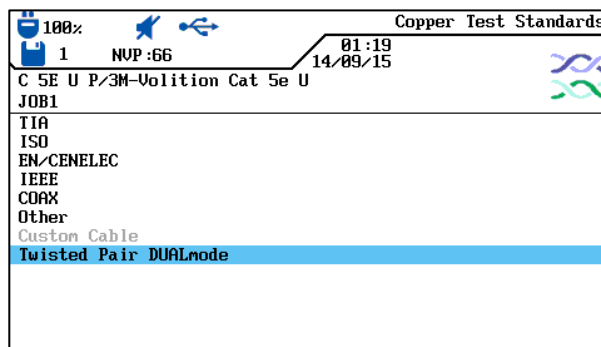 100%
Copper Test Standards
1 NVP:66
01:19
14/09/15
C 5E U P/3M-Volition Cat 5e U
JOB1
TIA
ISO
EN/CENELEC
IEEE
COAX
Other
Custom Cable
Twisted Pair DUALmode